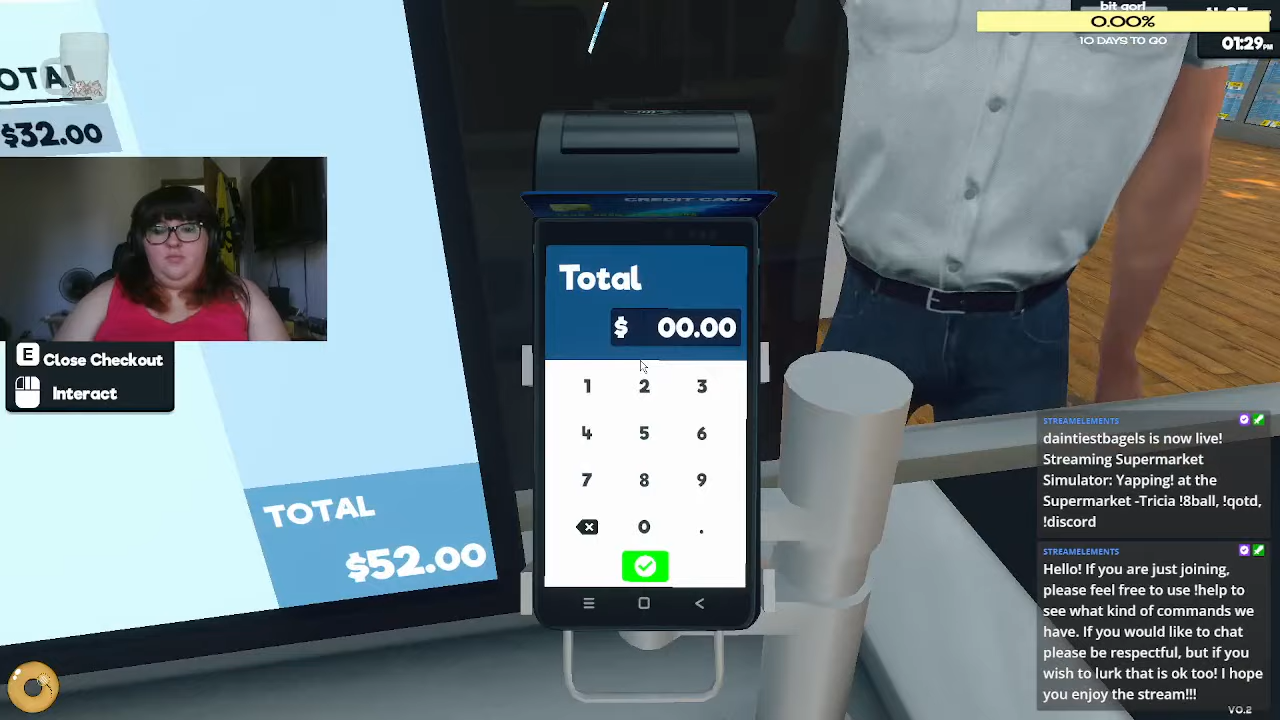 bit gorl
0.00%
10 DAYS TO GO
01:29PM
TOTAL
$32.00
CREDIT CARD
Total
$ 00.00
1 2 3
4 5 6
7 8 9
0 .
E Close Checkout
Interact
TOTAL
$52.00
STREAMELEMENTS
daintiestbagels is now live!
Streaming Supermarket
Simulator: Yapping! at the
Supermarket -Tricia !8ball, !qotd,
!discord
STREAMELEMENTS
Hello! If you are just joining,
please feel free to use !help to
see what kind of commands we
have. If you would like to chat
please be respectful, but if you
wish to lurk that is ok too! I hope
you enjoy the stream!!!
V0.2